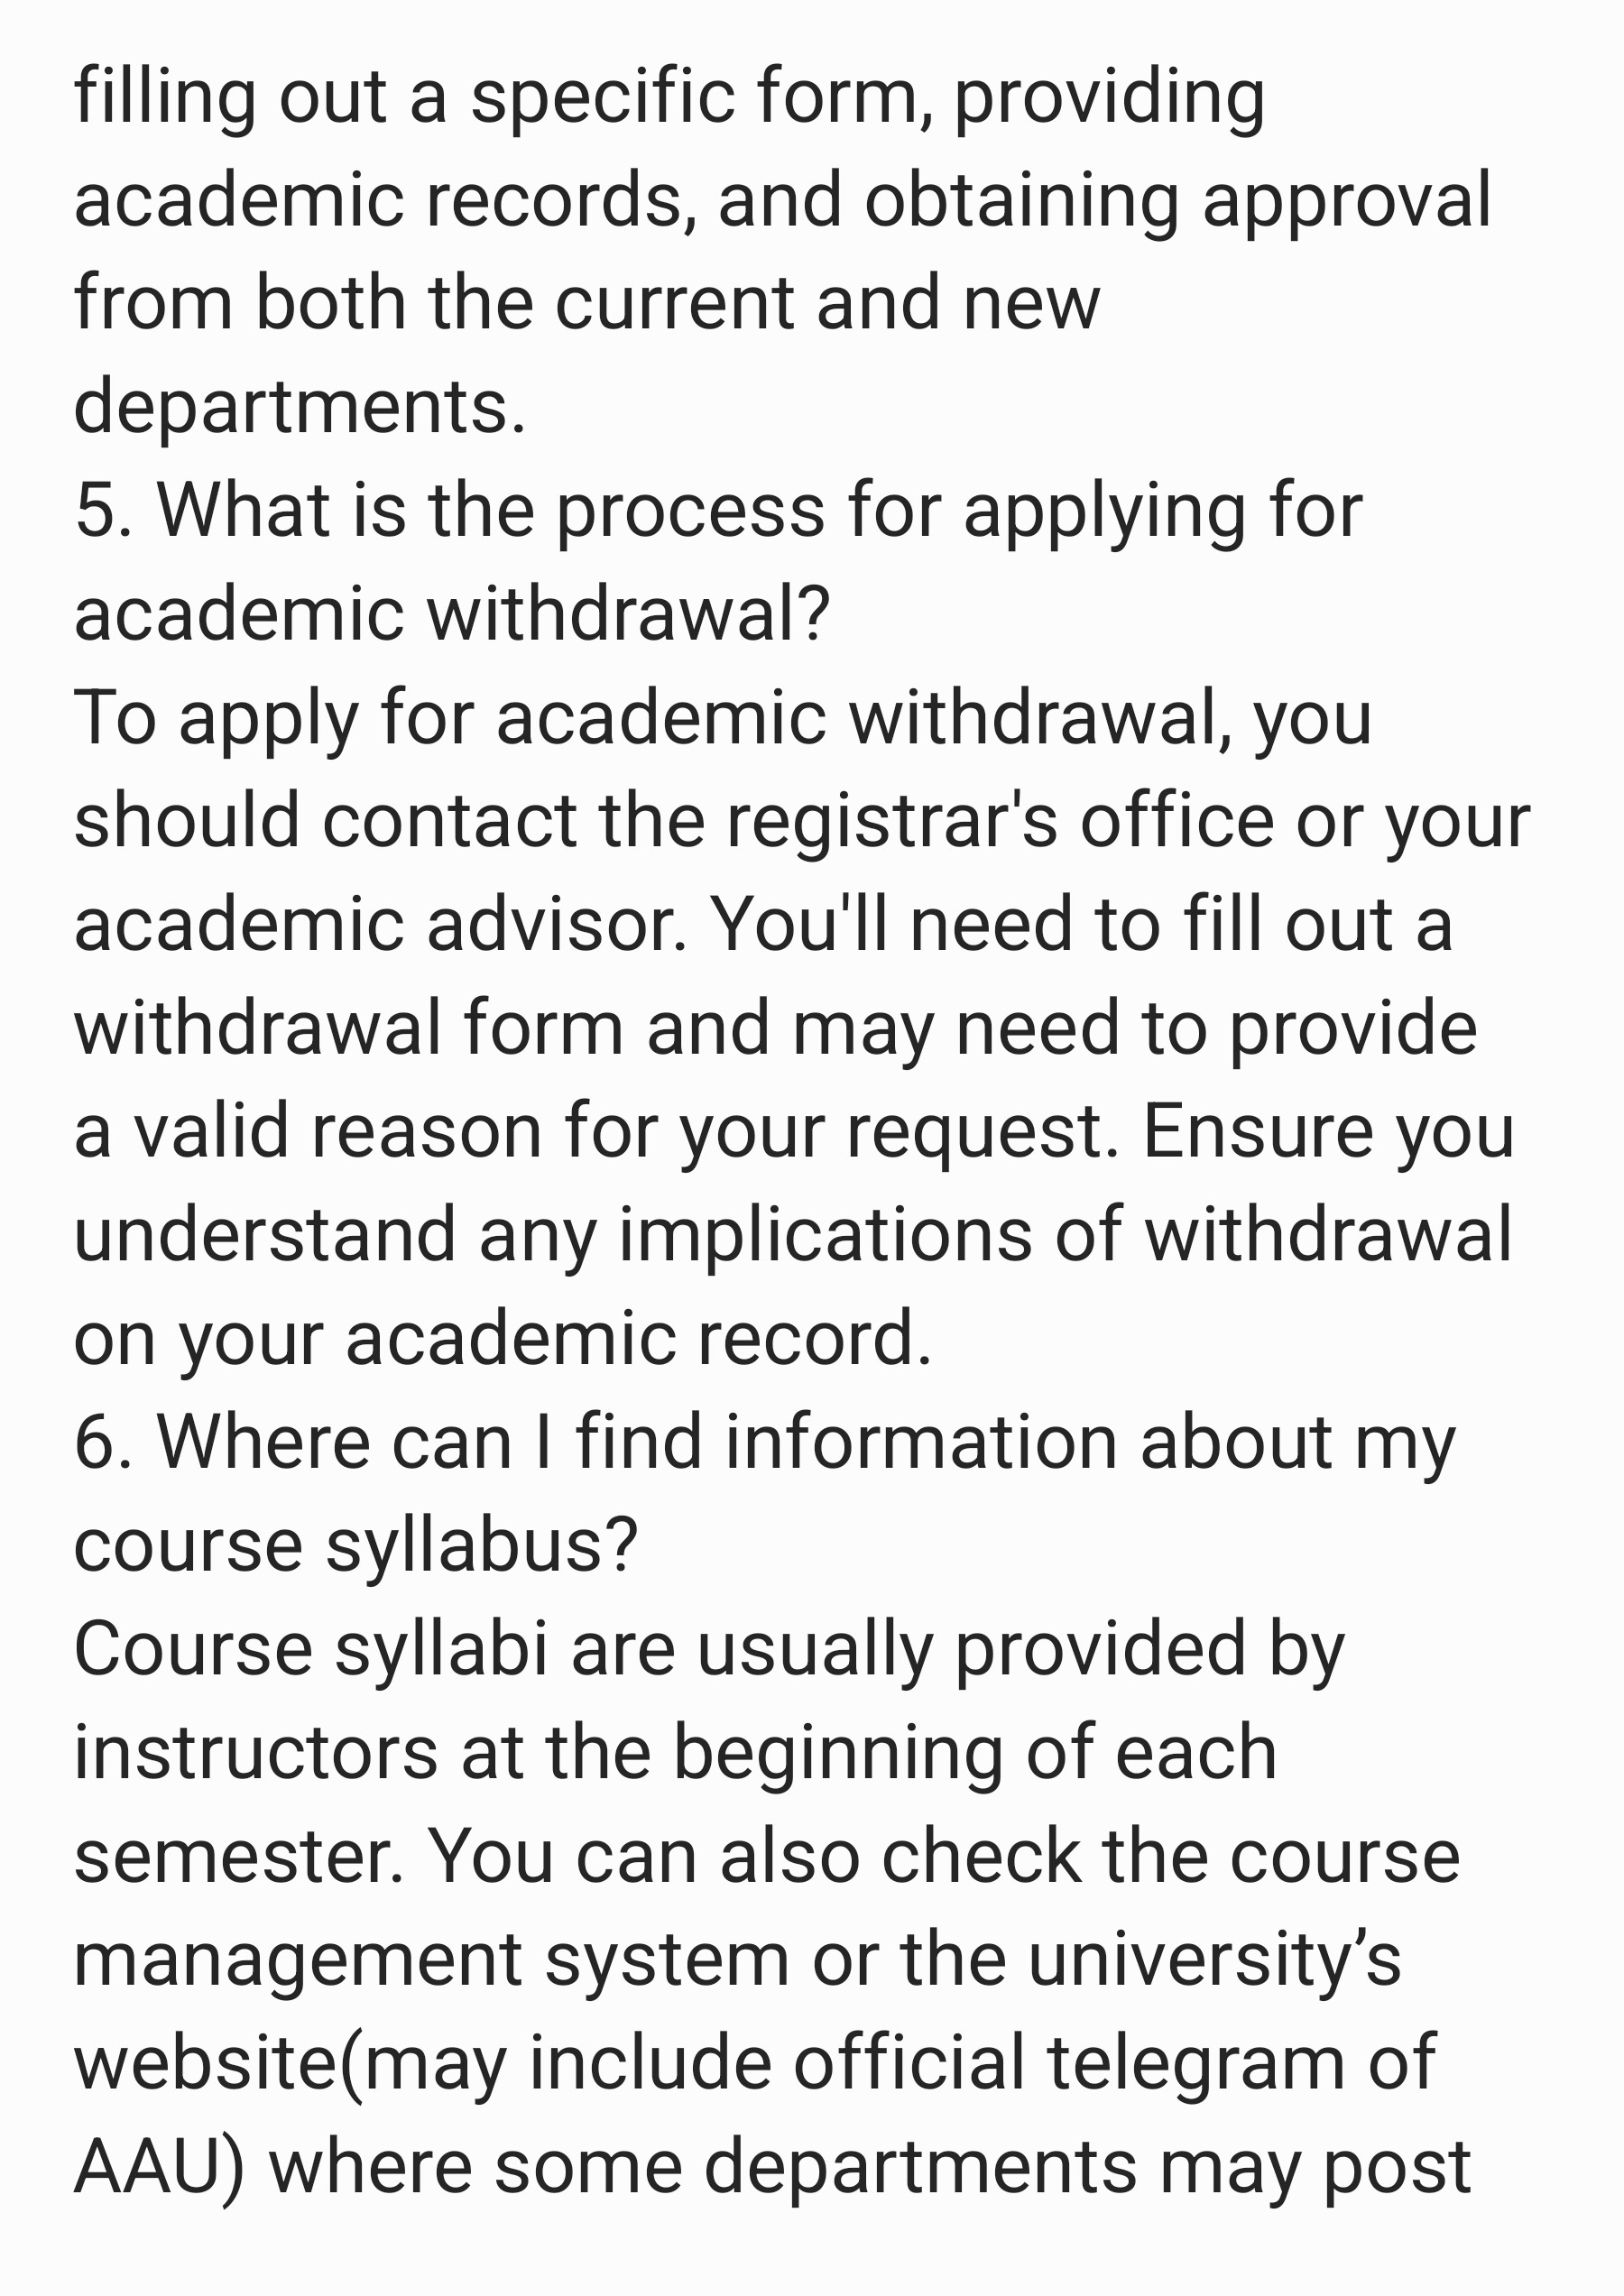 filling out a specific form, providing
academic records, and obtaining approval
from both the current and new
departments.
5. What is the process for applying for
academic withdrawal?
To apply for academic withdrawal, you
should contact the registrar's office or your
academic advisor. You'll need to fill out a
withdrawal form and may need to provide
a valid reason for your request. Ensure you
understand any implications of withdrawal
on your academic record.
6. Where can I find information about my
course syllabus?
Course syllabi are usually provided by
instructors at the beginning of each
semester. You can also check the course
management system or the university’s
website(may include official telegram of
AAU) where some departments may post